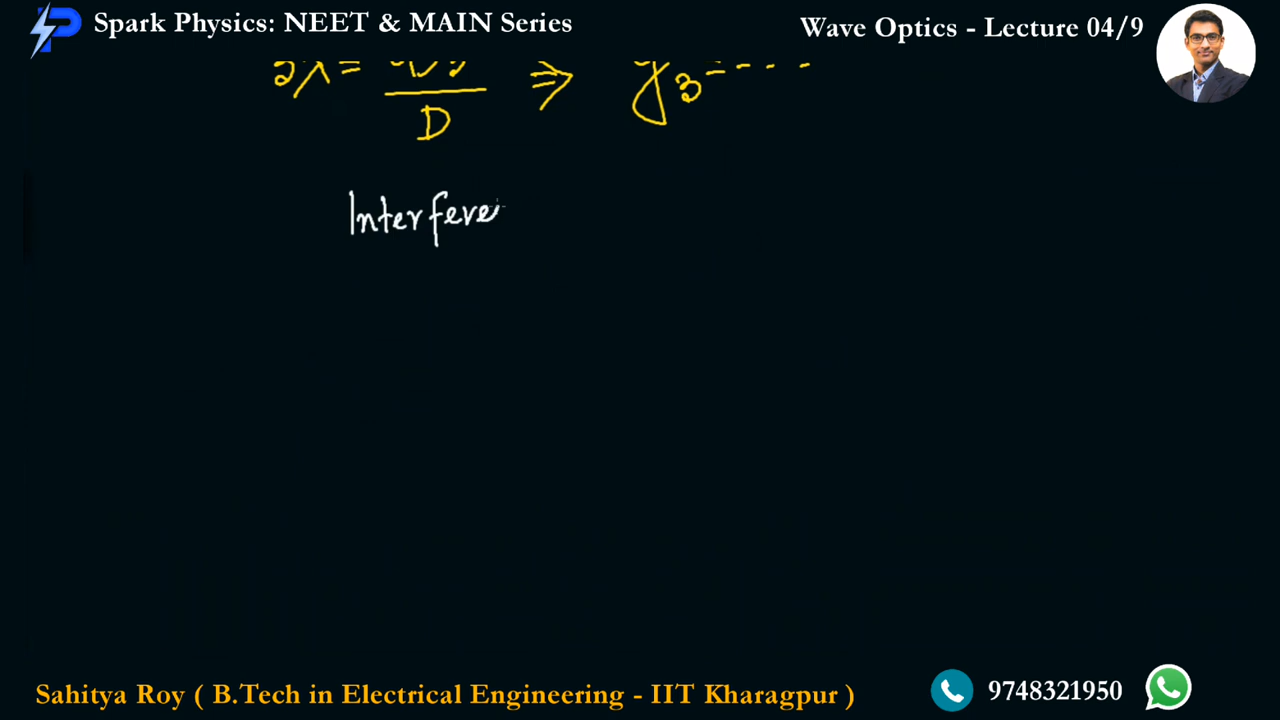 Spark Physics: NEET & MAIN Series
Wave Optics - Lecture 04/9
D ⇒ y₃ = - - - -
Interfere
Sahitya Roy ( B.Tech in Electrical Engineering - IIT Kharagpur )
9748321950